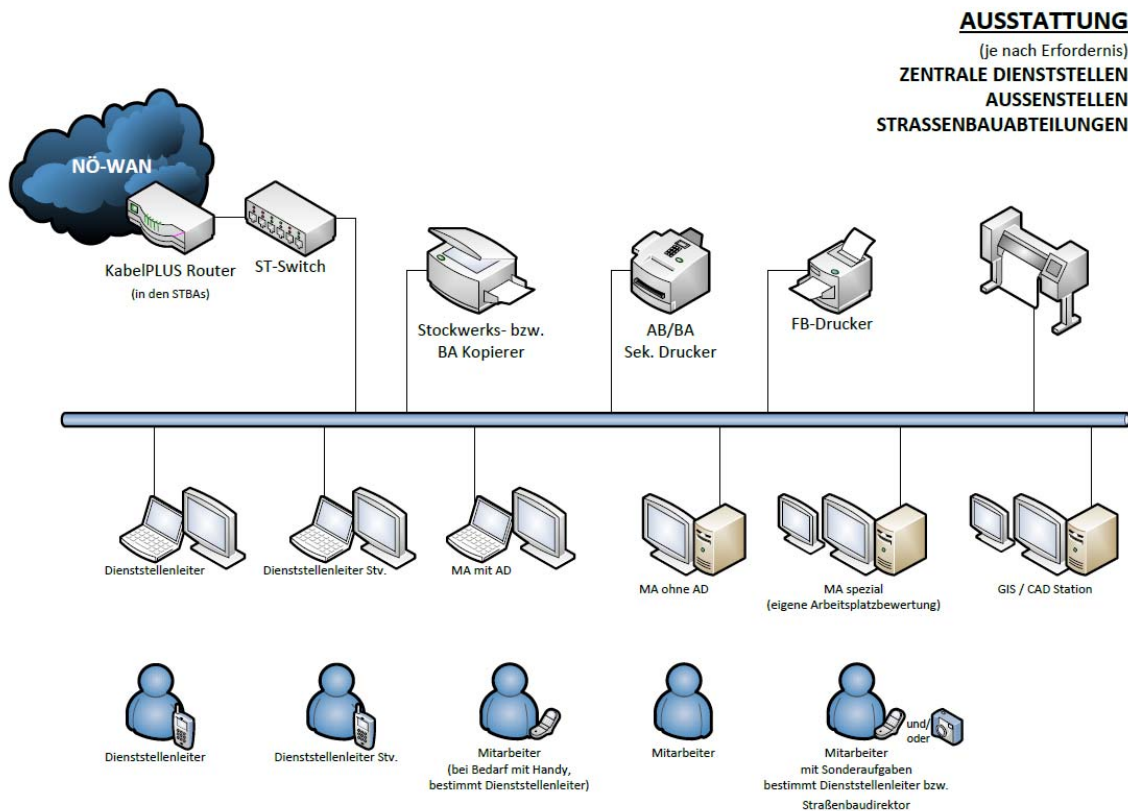 AUSSTATTUNG
(je nach Erfordernis)
ZENTRALE DIENSTSTELLEN
AUSSENSTELLEN
STRASSENBAUABTEILUNGEN
NÖ-WAN
KabelPLUS Router
(in den STBAs)
ST-Switch
Stockwerks- bzw.
BA Kopierer
AB/BA
Sek. Drucker
FB-Drucker
Dienststellenleiter
Dienststellenleiter Stv.
MA mit AD
MA ohne AD
MA spezial
(eigene Arbeitsplatzbewertung)
GIS / CAD Station
Dienststellenleiter
Dienststellenleiter Stv.
Mitarbeiter
(bei Bedarf mit Handy,
bestimmt Dienststellenleiter)
Mitarbeiter
und/
oder
Mitarbeiter
mit Sonderaufgaben
bestimmt Dienststellenleiter bzw.
Straßenbaudirektor